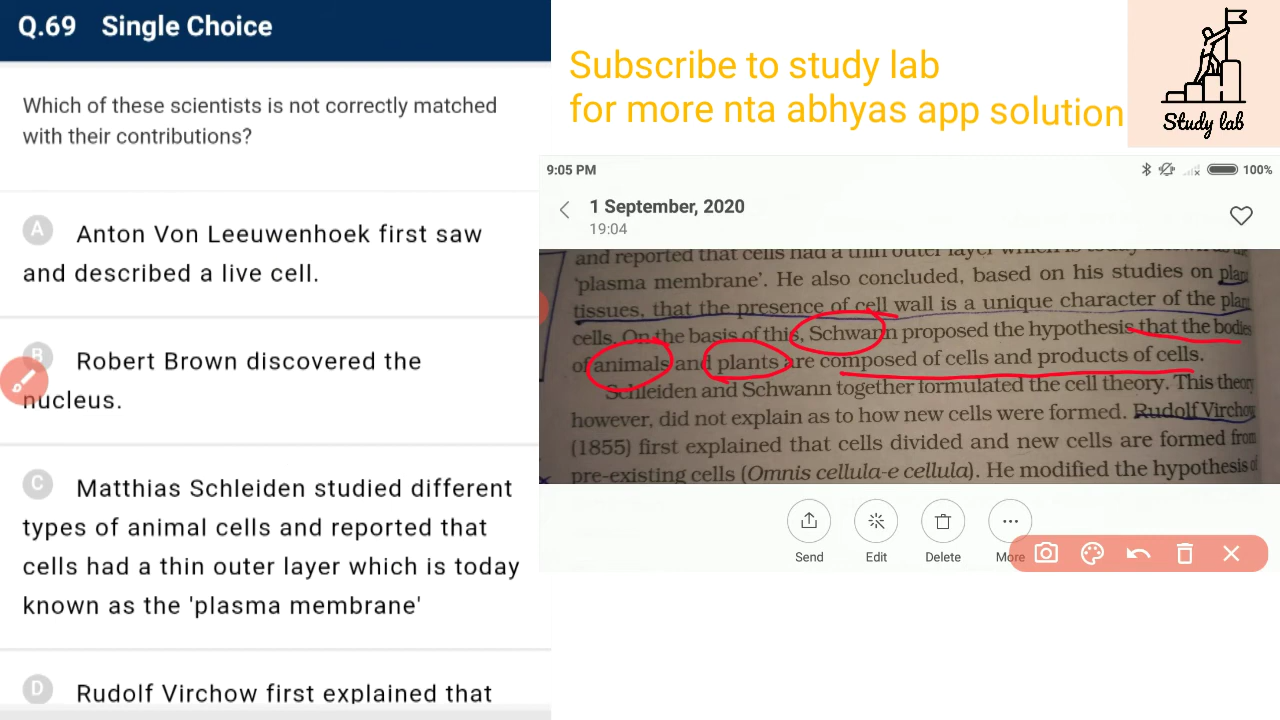 Q.69 Single Choice
Which of these scientists is not correctly matched
with their contributions?
A Anton Von Leeuwenhoek first saw
and described a live cell.
B Robert Brown discovered the
nucleus.
C Matthias Schleiden studied different
types of animal cells and reported that
cells had a thin outer layer which is today
known as the 'plasma membrane'
D Rudolf Virchow first explained that
Subscribe to study lab
for more nta abhyas app solution
Study lab
9:05 PM
100%
1 September, 2020
19:04
and reported that cells had a thin outer layer which is today
'plasma membrane'. He also concluded, based on his studies on plant
tissues, that the presence of cell wall is a unique character of the plant
cells. On the basis of this, Schwann proposed the hypothesis that the bodies
of animals and plants are composed of cells and products of cells.
Schleiden and Schwann together formulated the cell theory. This theory
however, did not explain as to how new cells were formed. Rudolf Virchow
(1855) first explained that cells divided and new cells are formed from
pre-existing cells (Omnis cellula-e cellula). He modified the hypothesis of
Send Edit Delete More